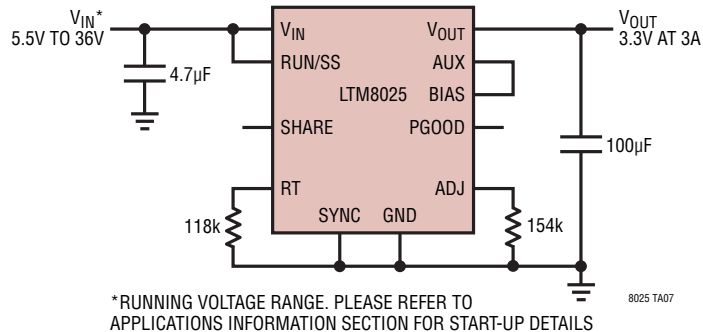 VIN*
5.5V TO 36V
4.7µF
VIN
RUN/SS
SHARE
RT
118k
LTM8025
SYNC
GND
VOUT
AUX
BIAS
PGOOD
ADJ
154k
VOUT
3.3V AT 3A
100µF
*RUNNING VOLTAGE RANGE. PLEASE REFER TO
APPLICATIONS INFORMATION SECTION FOR START-UP DETAILS
8025 TA07